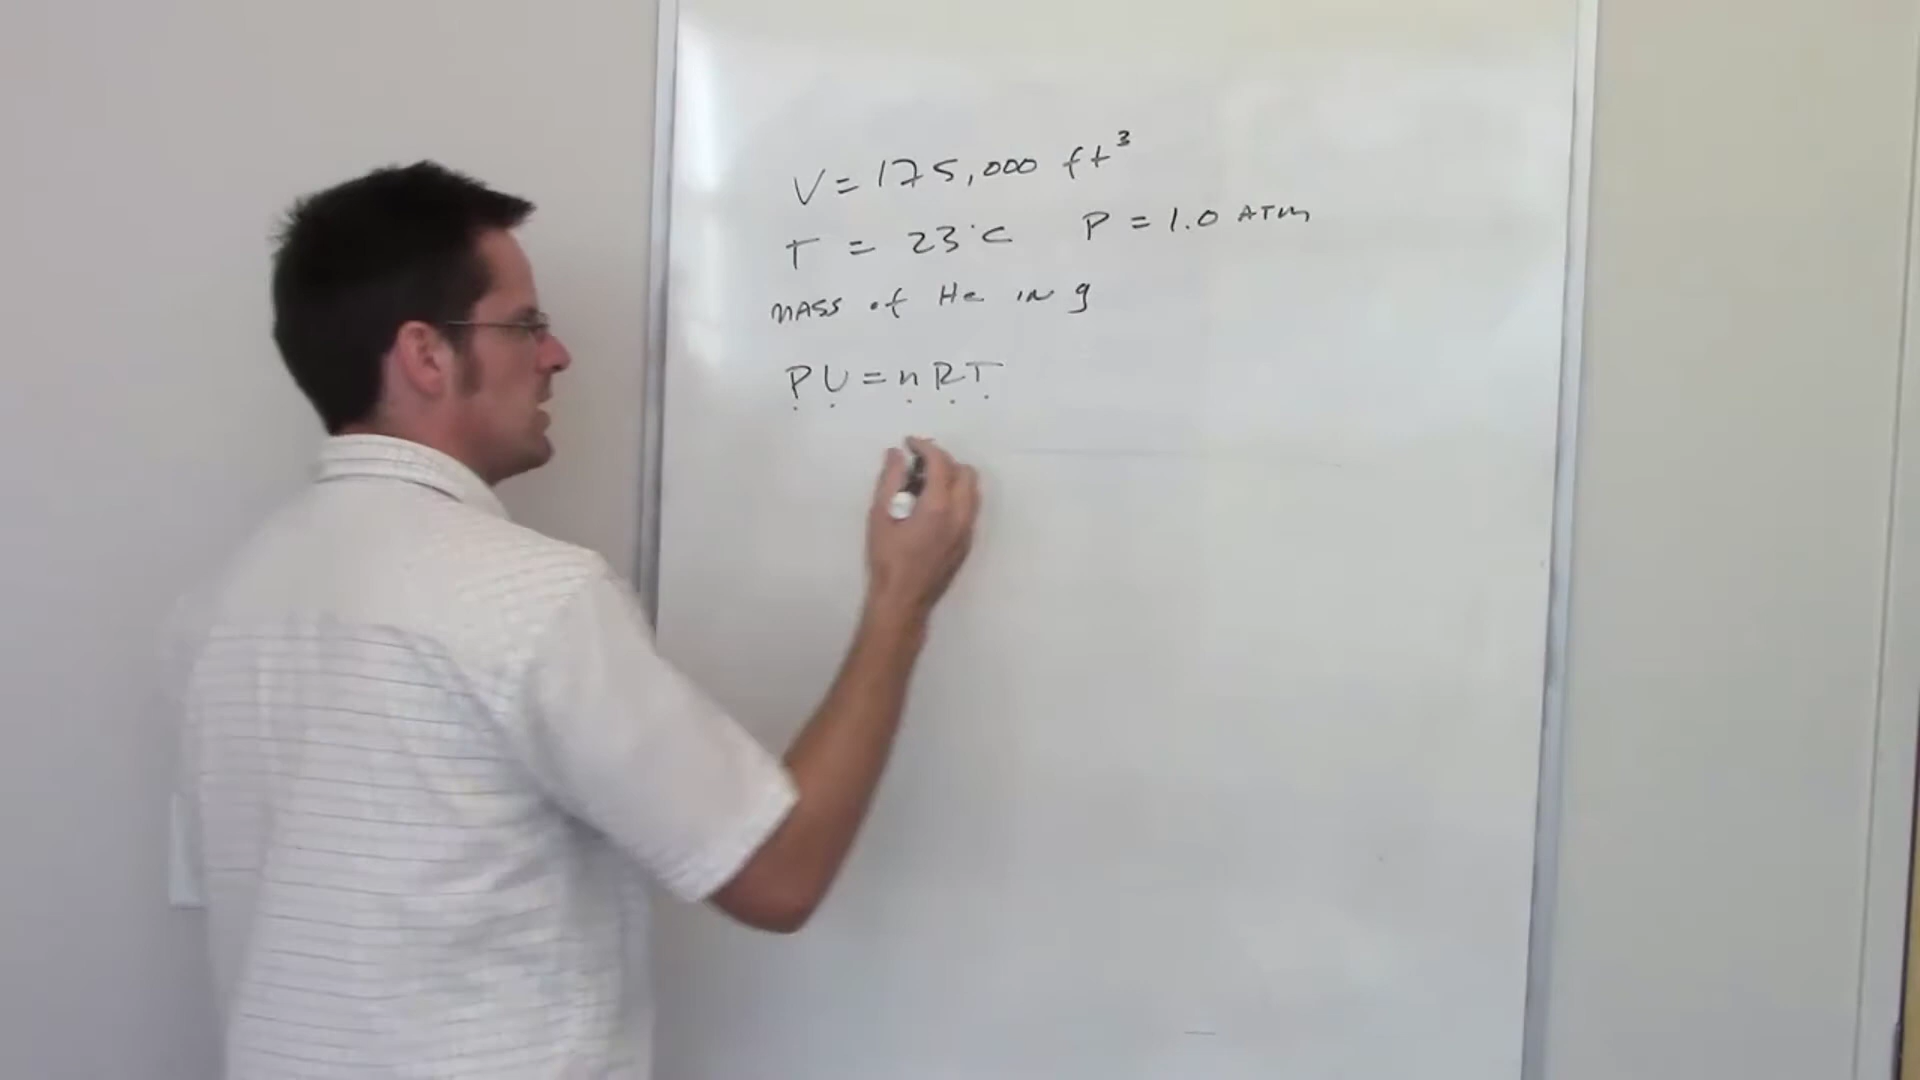 V = 175,000 ft³
T = 23°C P = 1.0 ATM
MASS of He in g
PV = nRT